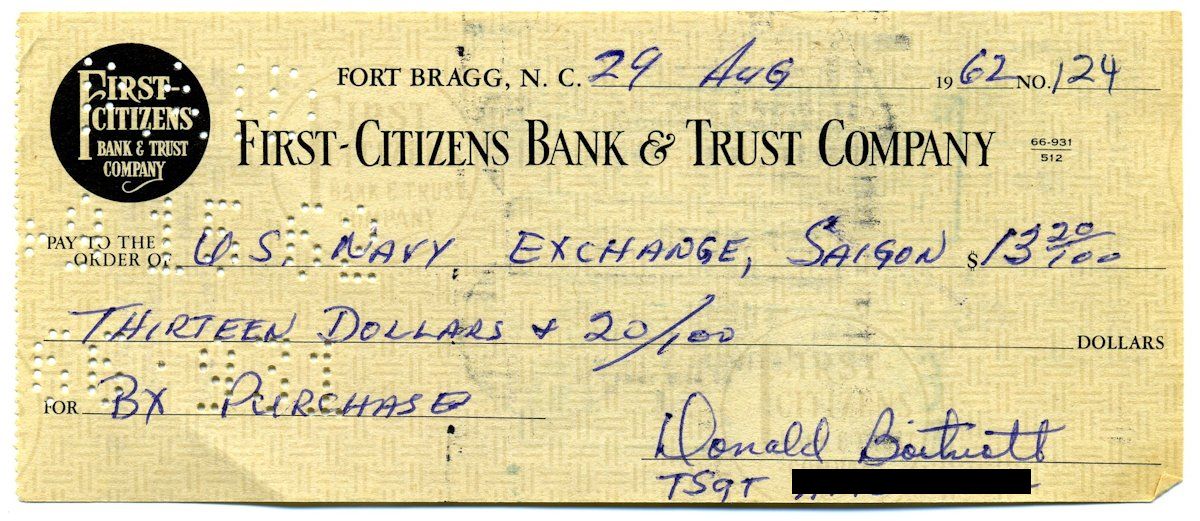 FIRST-
CITIZENS
BANK & TRUST
COMPANY
FORT BRAGG, N. C. 29 AUG 1962 NO. 124
FIRST-CITIZENS BANK & TRUST COMPANY 66-931
512
PAY TO THE
ORDER OF U.S. NAVY EXCHANGE, SAIGON $13 20/100
THIRTEEN DOLLARS & 20/100 DOLLARS
FOR BX PURCHASE
Donald
TSgt